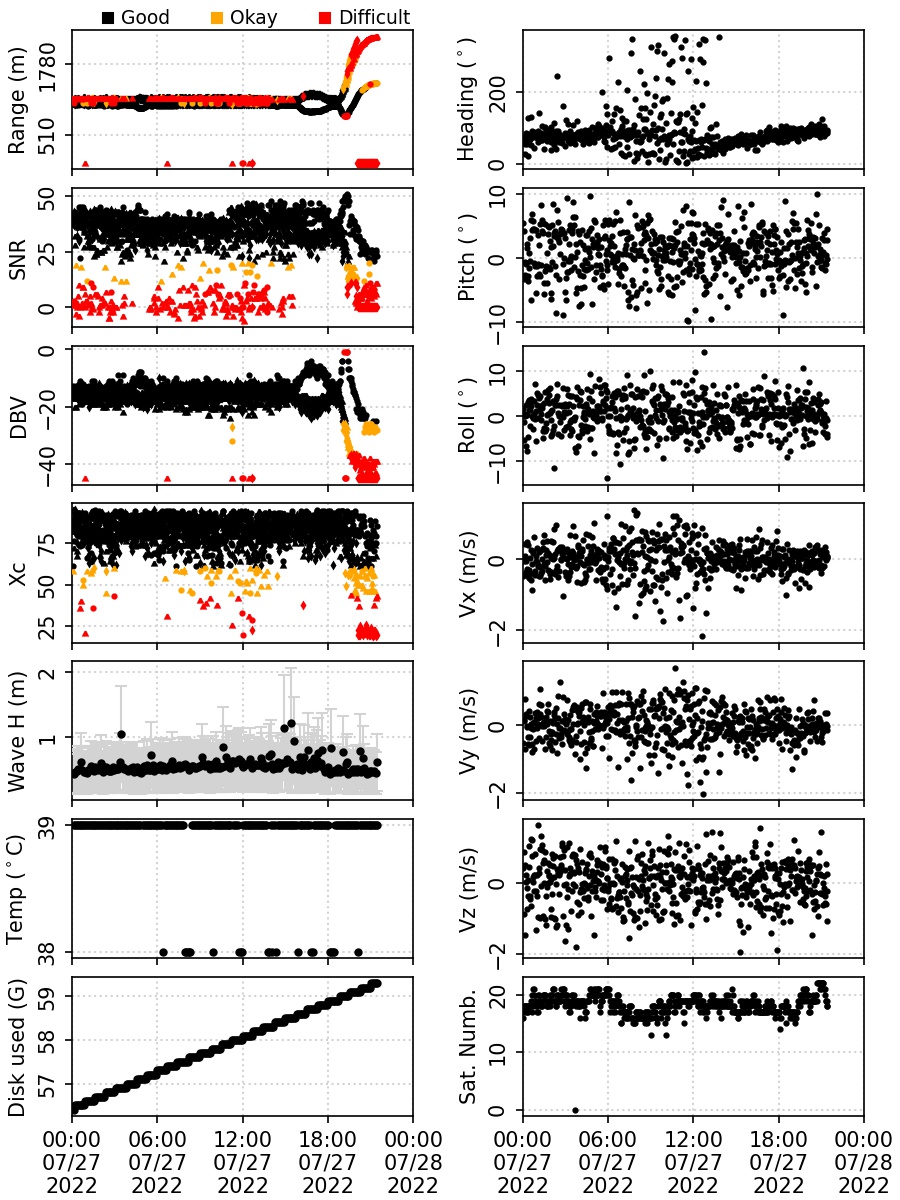 Good Okay Difficult
Range (m)
1780
510
Heading (°)
200
0
SNR
50
25
0
Pitch (°)
10
0
−10
DBV
0
−20
−40
Roll (°)
10
0
−10
Xc
75
50
25
Vx (m/s)
0
−2
Wave H (m)
2
1
Vy (m/s)
0
−2
Temp (°C)
39
38
Vz (m/s)
0
−2
Disk used (G)
59
58
57
Sat. Numb.
20
10
0
00:00 06:00 12:00 18:00 00:00
07/27 07/27 07/27 07/27 07/28
2022 2022 2022 2022 2022
00:00 06:00 12:00 18:00 00:00
07/27 07/27 07/27 07/27 07/28
2022 2022 2022 2022 2022